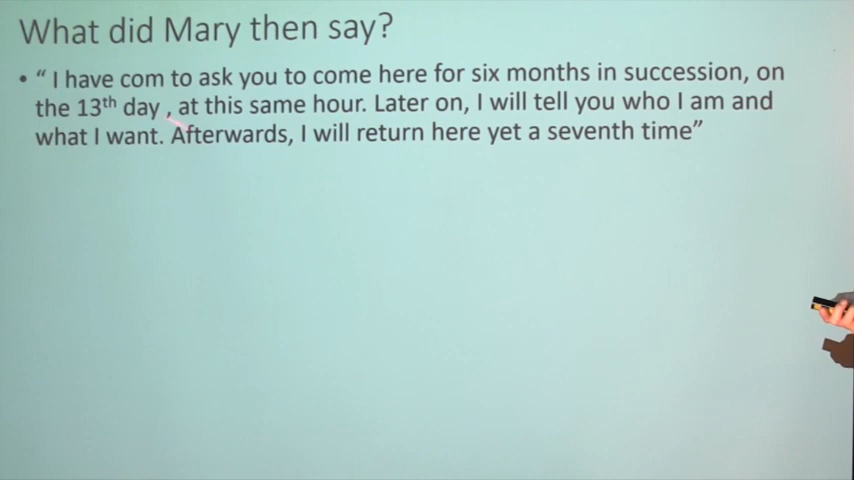 What did Mary then say?
• “ I have com to ask you to come here for six months in succession, on
the 13th day , at this same hour. Later on, I will tell you who I am and
what I want. Afterwards, I will return here yet a seventh time”